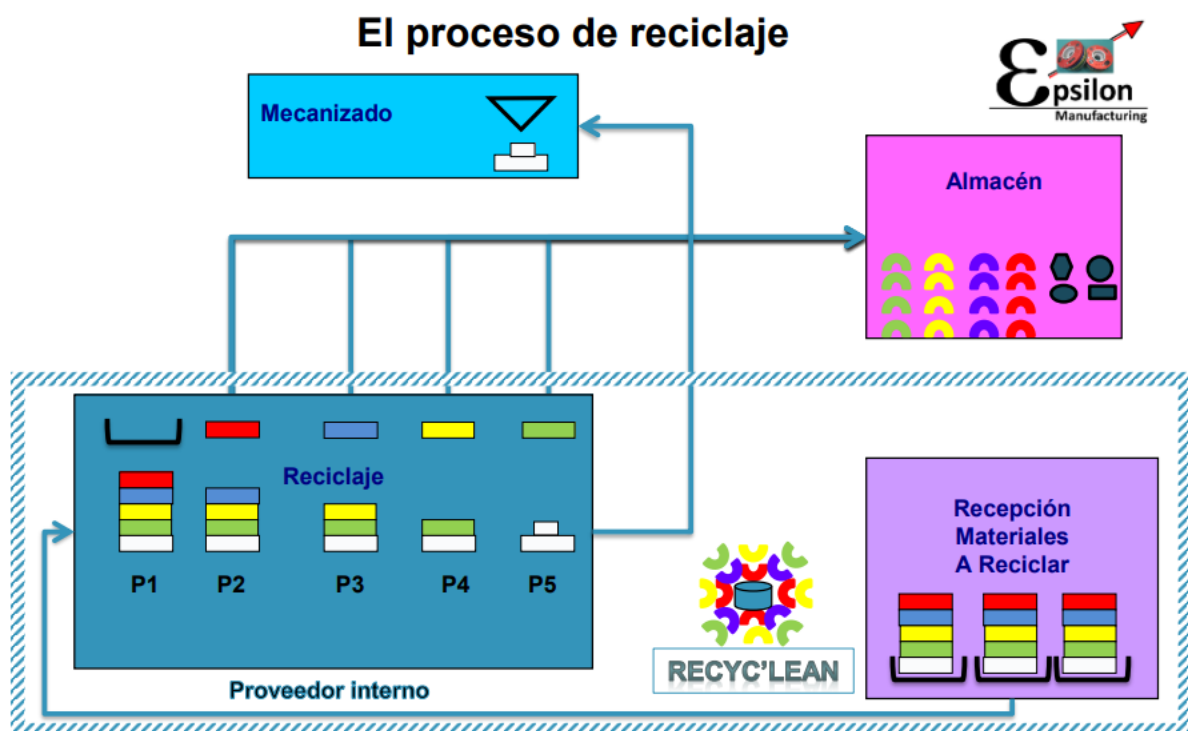 El proceso de reciclaje
Mecanizado
εpsilon
Manufacturing
Almacén
Reciclaje
P1 P2 P3 P4 P5
Proveedor interno
RECYC'LEAN
Recepción
Materiales
A Reciclar